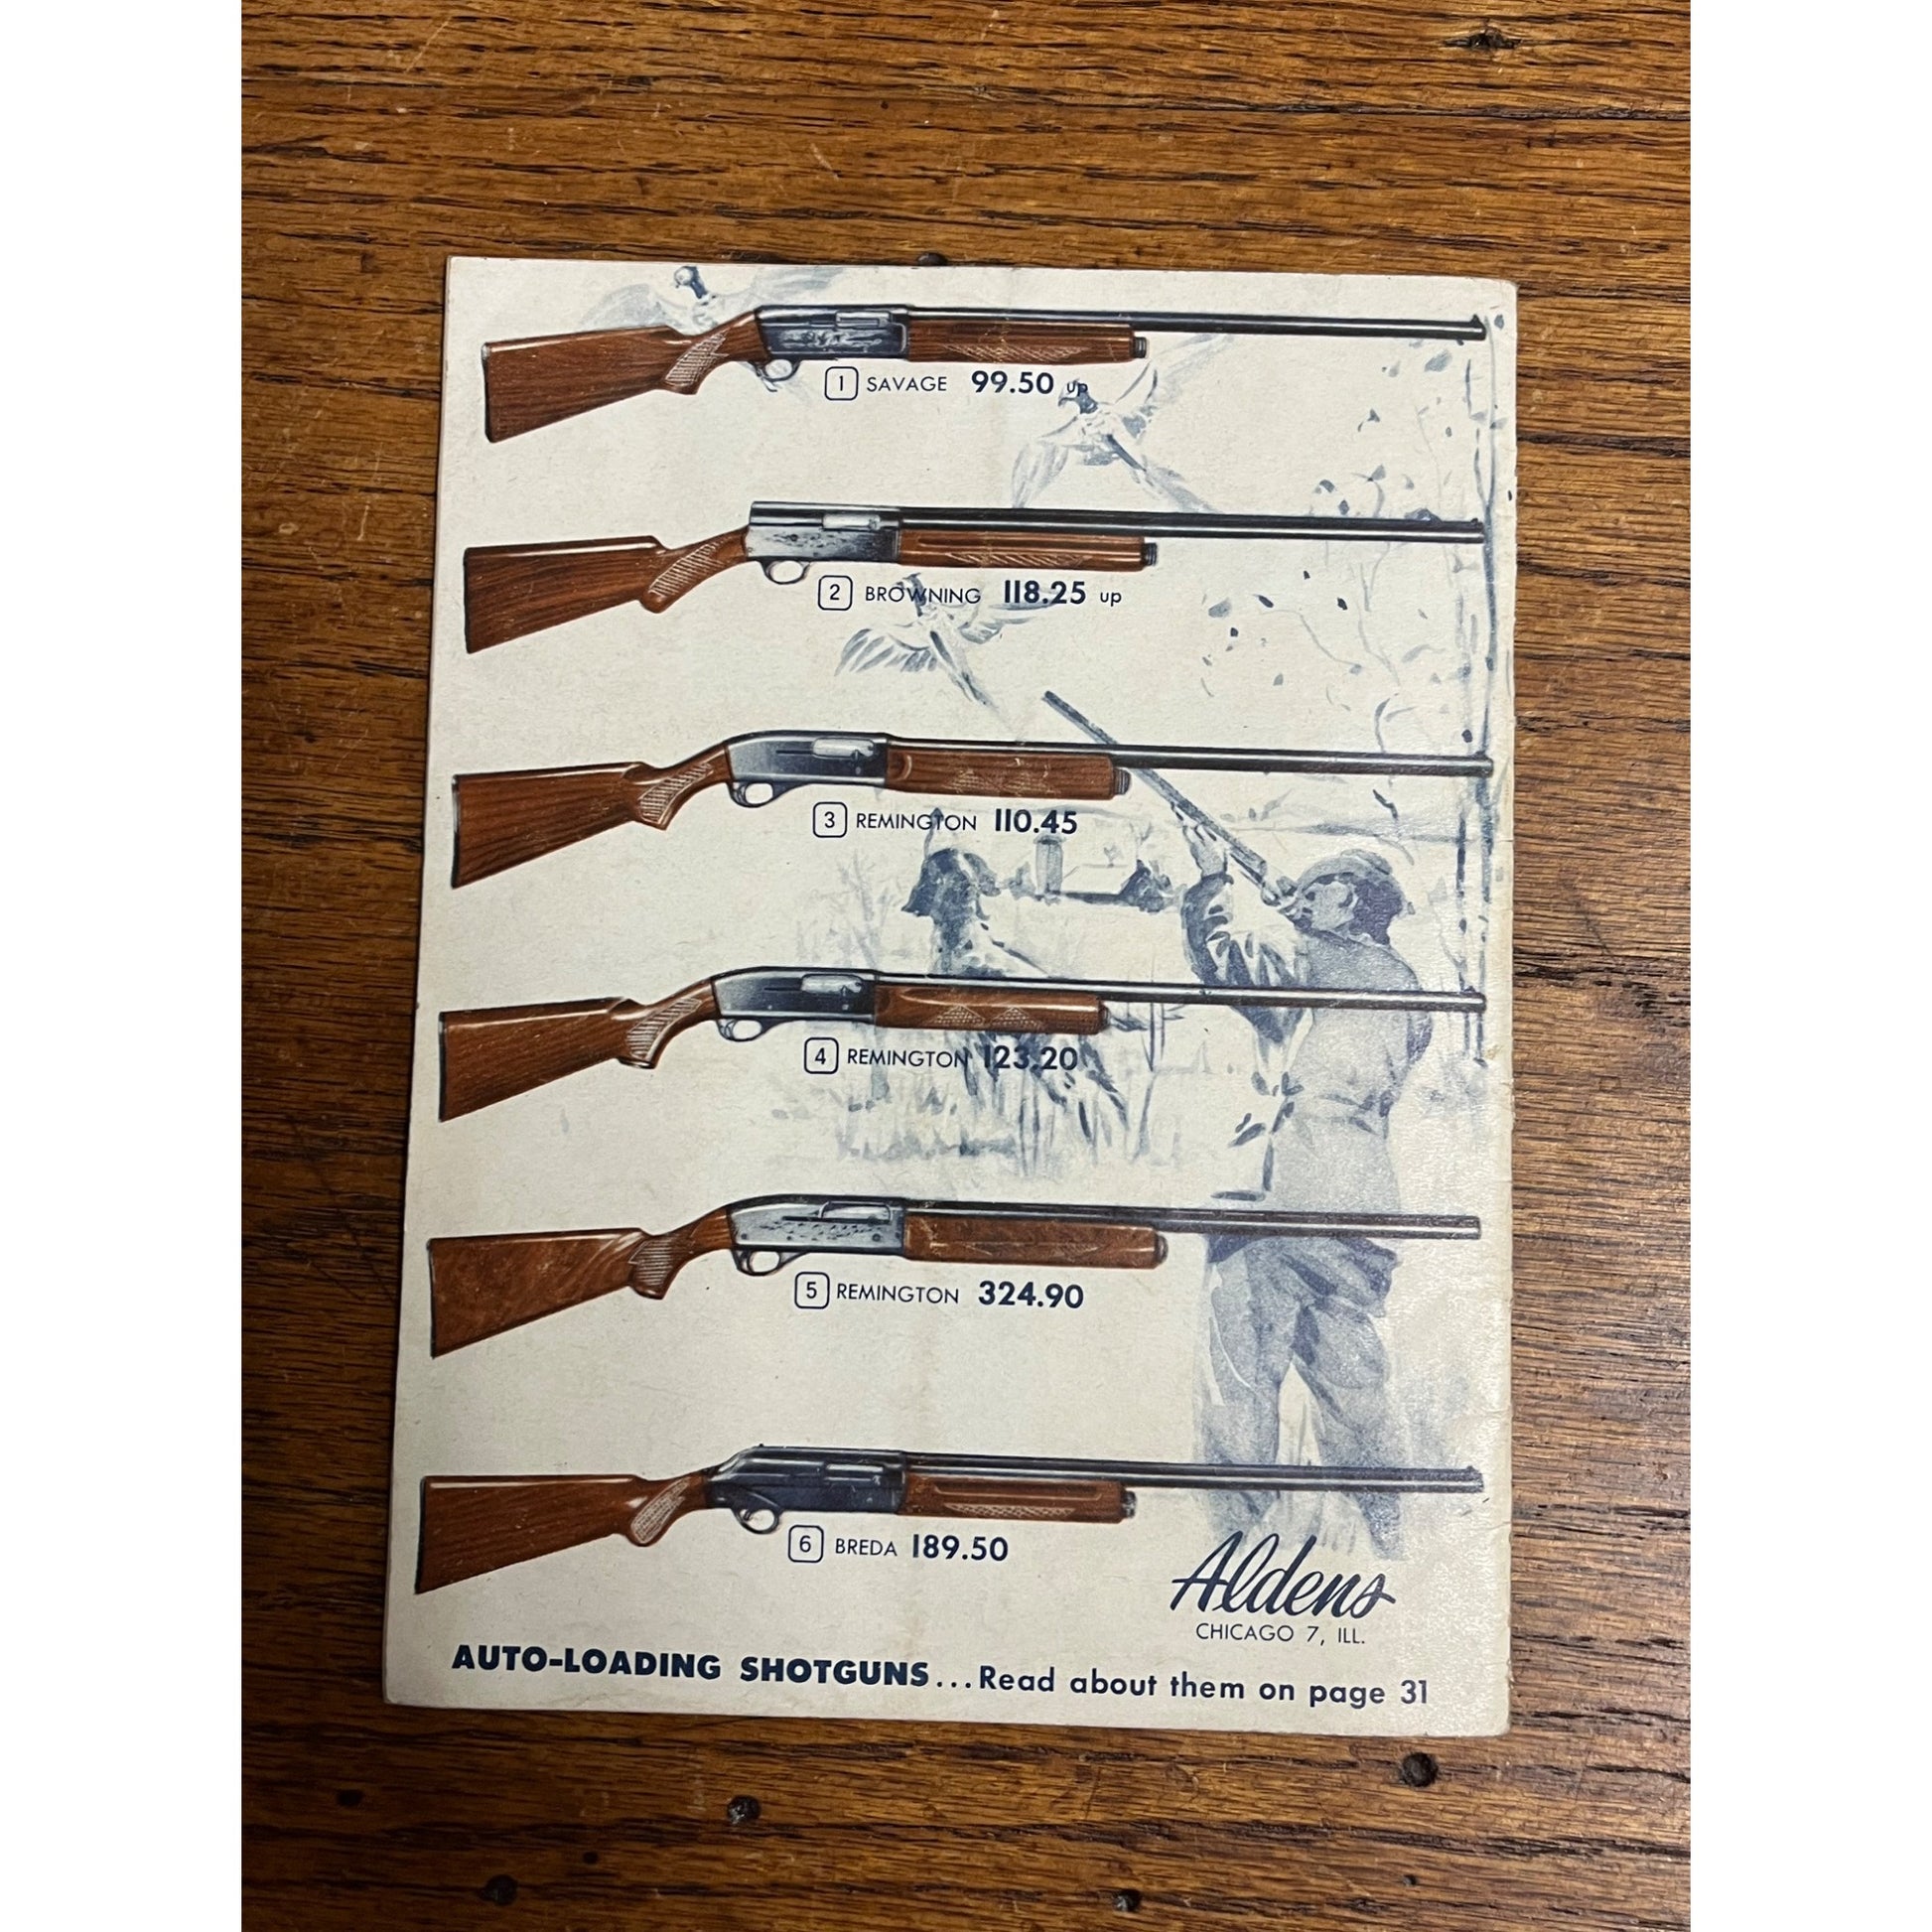 1 SAVAGE 99.50 up
2 BROWNING 118.25 up
3 REMINGTON 110.45
4 REMINGTON 123.20
5 REMINGTON 324.90
6 BREDA 189.50
Aldens
CHICAGO 7, ILL.
AUTO-LOADING SHOTGUNS...Read about them on page 31